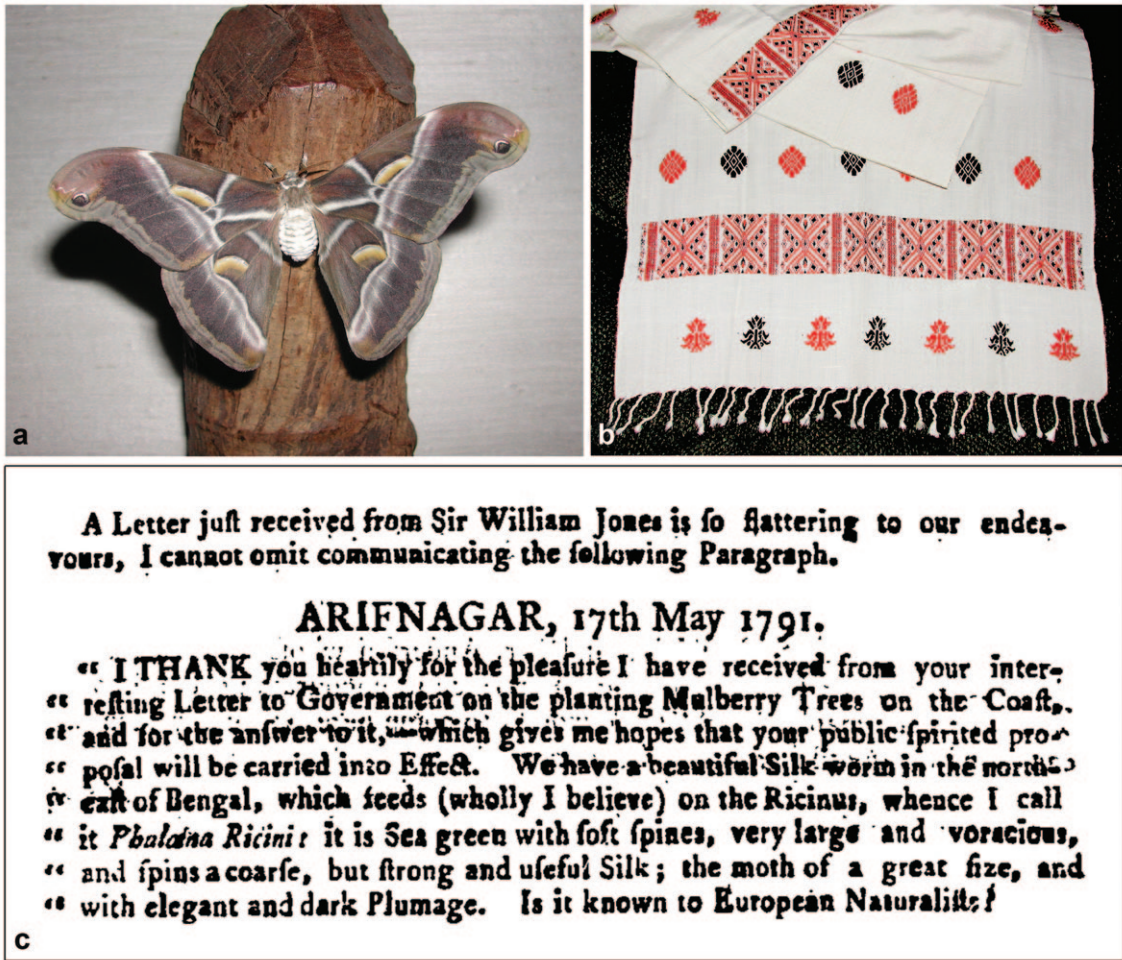 a
b
A Letter juſt received from Sir William Jones is ſo flattering to our endea-
vours, I cannot omit communicating the following Paragraph.
ARIFNAGAR, 17th May 1791.
“ I THANK you heartily for the pleaſure I have received from your inter-
“ reſting Letter to Government on the planting Mulberry Trees on the Coaſt,
“ and for the anſwer to it, which gives me hopes that your public ſpirited pro-
“ poſal will be carried into Effect. We have a beautiful Silk worm in the north-
“ eaſt of Bengal, which feeds (wholly I believe) on the Ricinus, whence I call
“ it Phalæna Ricini: it is Sea green with ſoft ſpines, very large and voracious,
“ and ſpins a coarſe, but ſtrong and uſeful Silk; the moth of a great ſize, and
“ with elegant and dark Plumage. Is it known to European Naturaliſts?
c